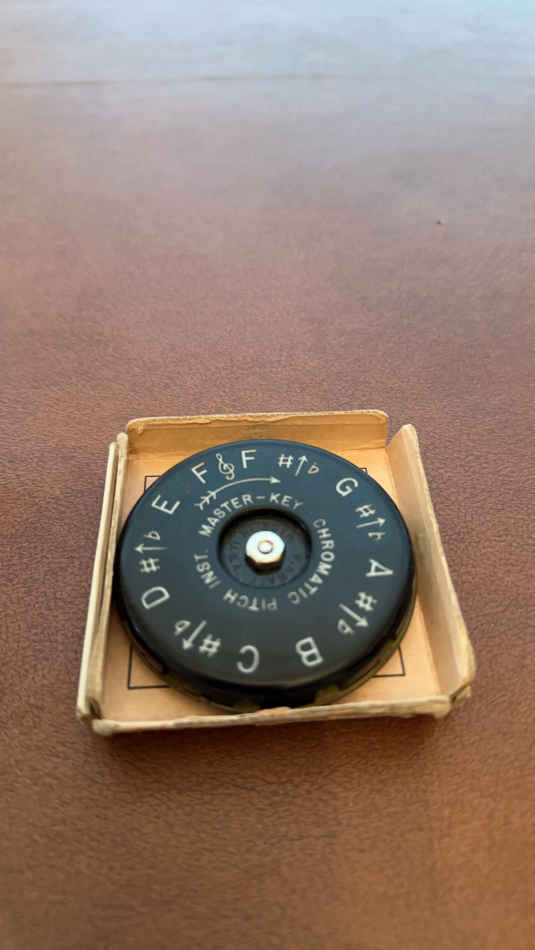 F 𝄞 F ♯↑♭ G ♯↑♭ A ♯↑♭ B C ♯↑♭ D ♯↑♭ E
MASTER-KEY CHROMATIC PITCH INST.